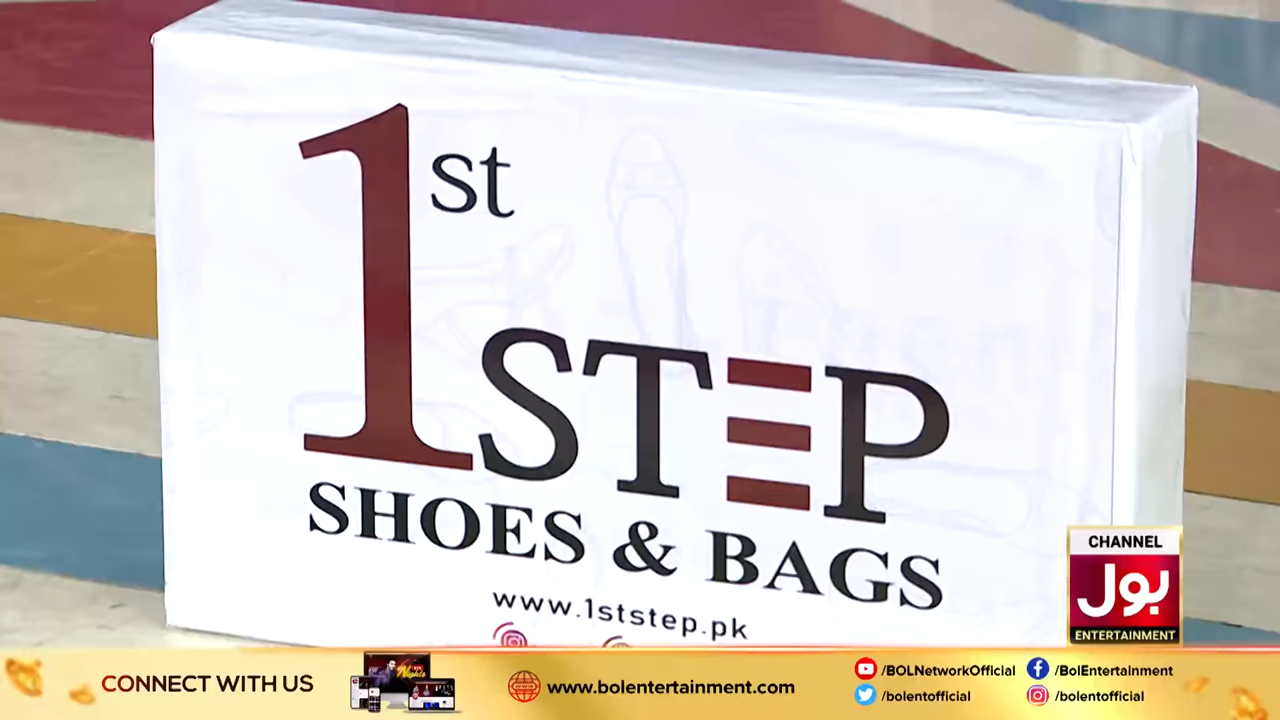 1st
STEP
SHOES & BAGS
www.1ststep.pk
CHANNEL
بول
ENTERTAINMENT
CONNECT WITH US
www.bolentertainment.com
/BOLNetworkOfficial
/BolEntertainment
/bolentofficial
/bolentofficial